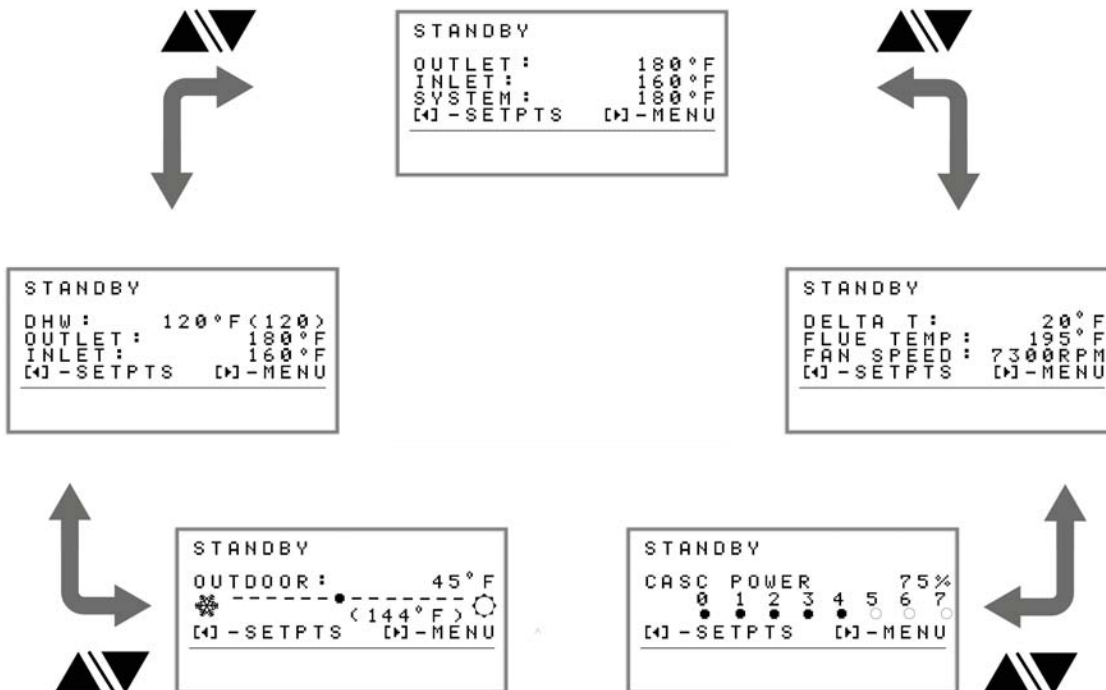 STANDBY
OUTLET: 180°F
INLET: 160°F
SYSTEM: 180°F
[◀]-SETPTS [▶]-MENU
STANDBY
DHW: 120°F(120)
OUTLET: 180°F
INLET: 160°F
[◀]-SETPTS [▶]-MENU
STANDBY
DELTA T: 20°F
FLUE TEMP: 195°F
FAN SPEED: 7300RPM
[◀]-SETPTS [▶]-MENU
STANDBY
OUTDOOR: 45°F
(144°F)
[◀]-SETPTS [▶]-MENU
STANDBY
CASC POWER 75%
0 1 2 3 4 5 6 7
[◀]-SETPTS [▶]-MENU